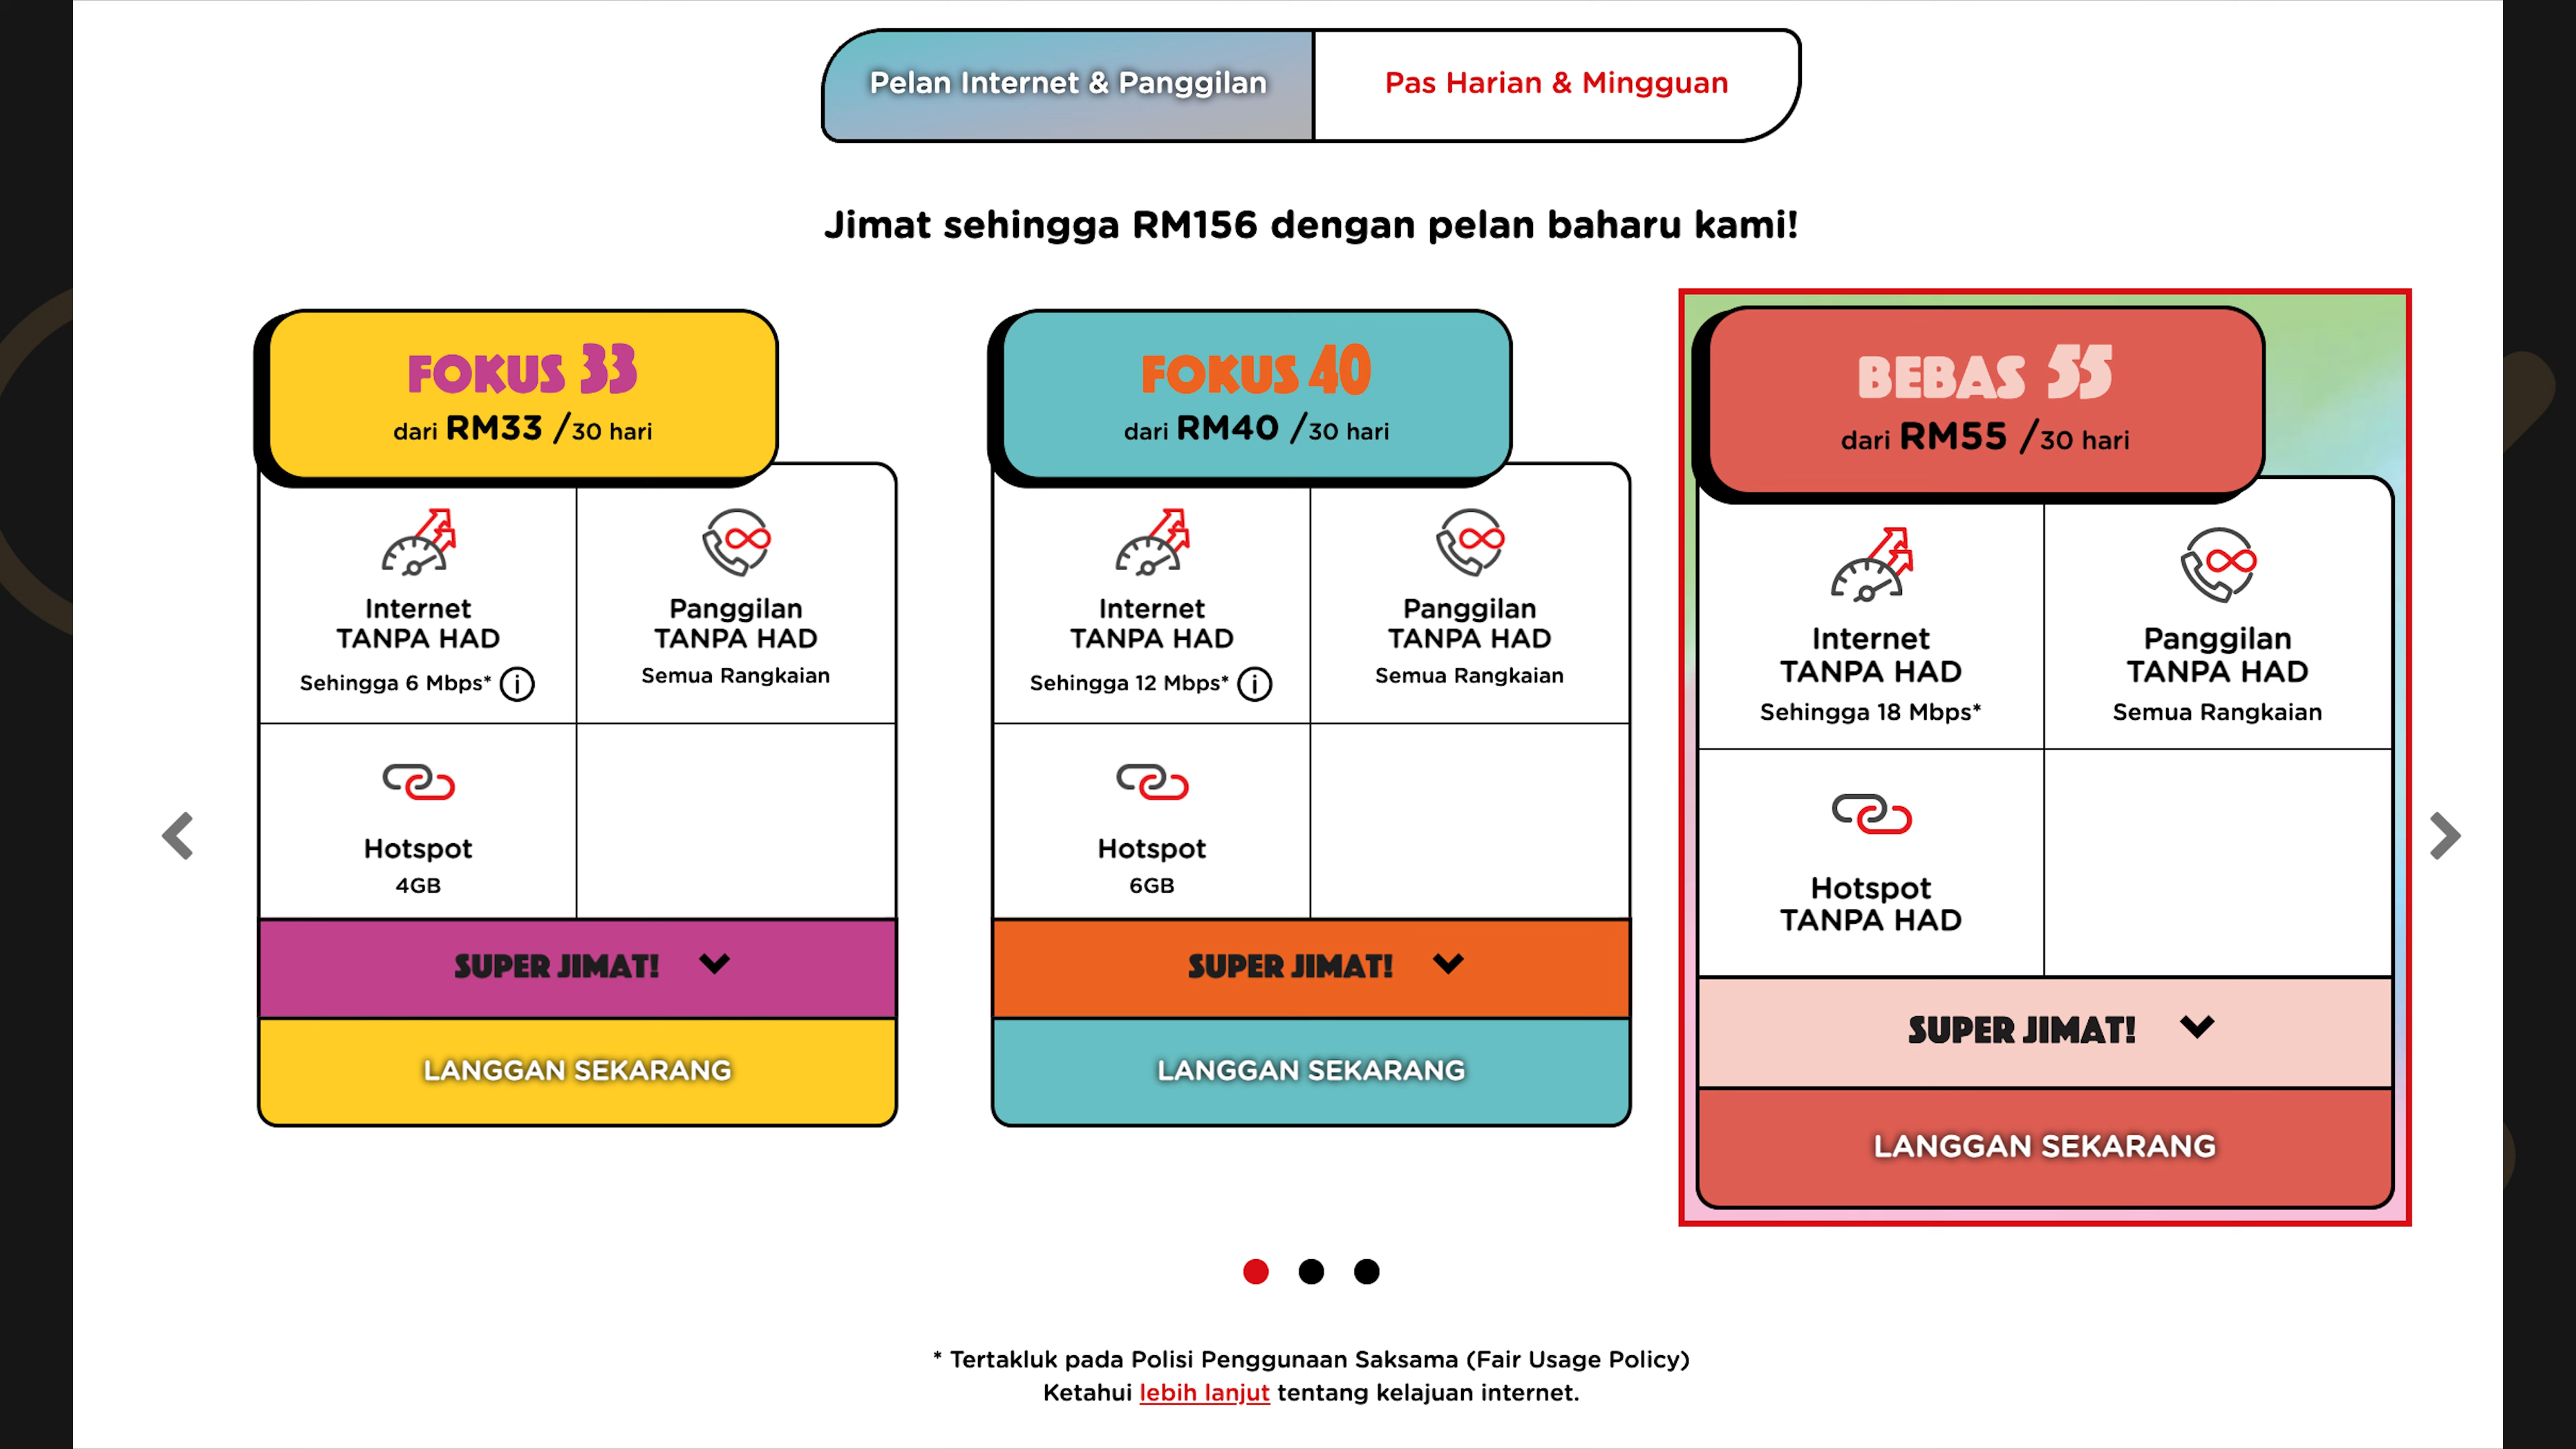 Pelan Internet & Panggilan
Pas Harian & Mingguan
Jimat sehingga RM156 dengan pelan baharu kami!
FOKUS 33
dari RM33 /30 hari
Internet
TANPA HAD
Sehingga 6 Mbps* i
Panggilan
TANPA HAD
Semua Rangkaian
Hotspot
4GB
SUPER JIMAT!
LANGGAN SEKARANG
FOKUS 40
dari RM40 /30 hari
Internet
TANPA HAD
Sehingga 12 Mbps* i
Panggilan
TANPA HAD
Semua Rangkaian
Hotspot
6GB
SUPER JIMAT!
LANGGAN SEKARANG
BEBAS 55
dari RM55 /30 hari
Internet
TANPA HAD
Sehingga 18 Mbps*
Panggilan
TANPA HAD
Semua Rangkaian
Hotspot
TANPA HAD
SUPER JIMAT!
LANGGAN SEKARANG
* Tertakluk pada Polisi Penggunaan Saksama (Fair Usage Policy)
Ketahui lebih lanjut tentang kelajuan internet.